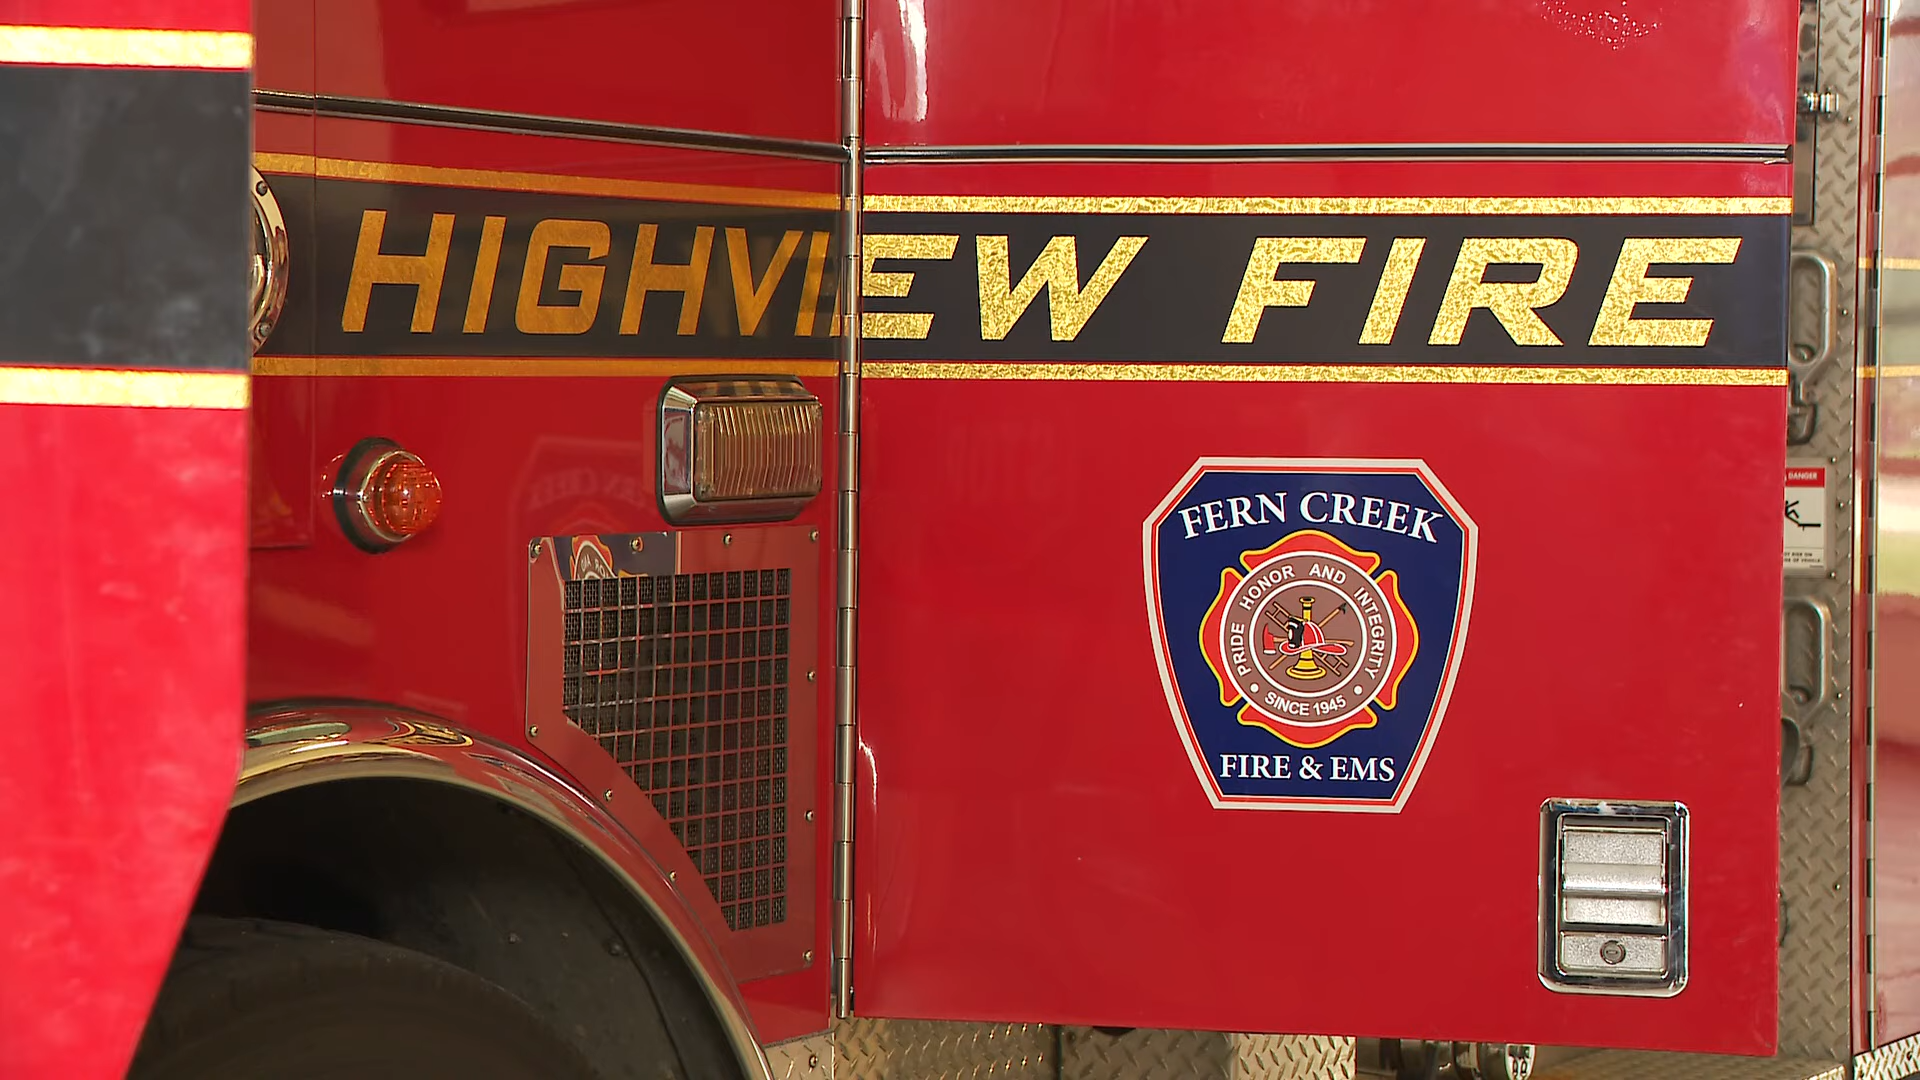 HIGHVIEW FIRE
FERN CREEK
PRIDE HONOR AND INTEGRITY
SINCE 1945
FIRE & EMS
DANGER